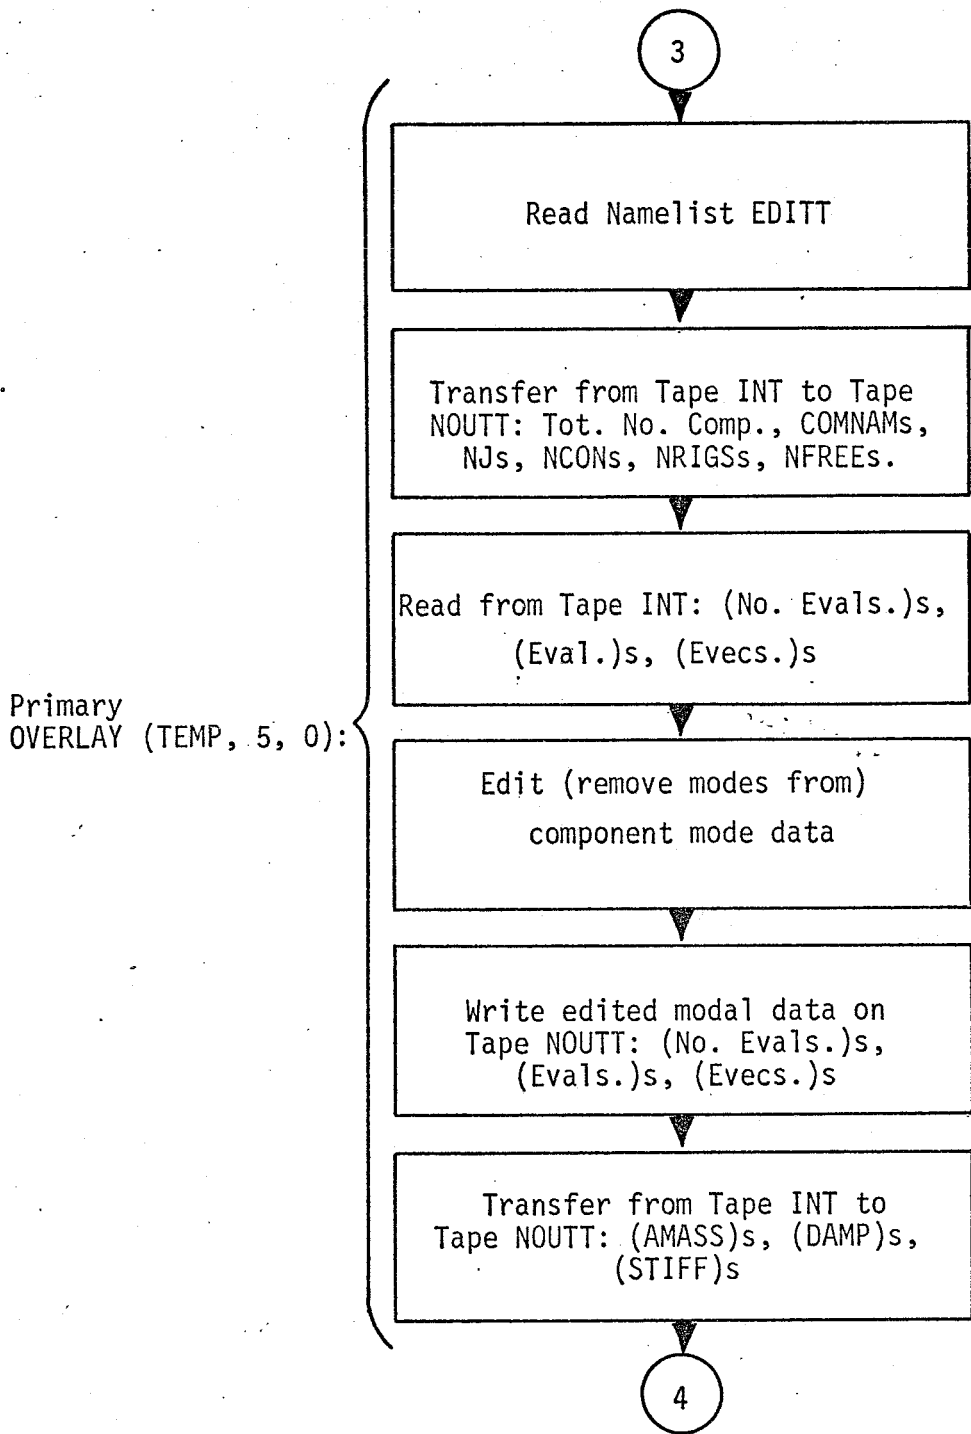 3
Read Namelist EDITT
Transfer from Tape INT to Tape
NOUTT: Tot. No. Comp., COMNAMs,
NJs, NCONs, NRIGSs, NFREEs.
Read from Tape INT: (No. Evals.)s,
(Eval.)s, (Evecs.)s
Primary
OVERLAY (TEMP, 5, 0):
Edit (remove modes from)
component mode data
Write edited modal data on
Tape NOUTT: (No. Evals.)s,
(Evals.)s, (Evecs.)s
Transfer from Tape INT to
Tape NOUTT: (AMASS)s, (DAMP)s,
(STIFF)s
4